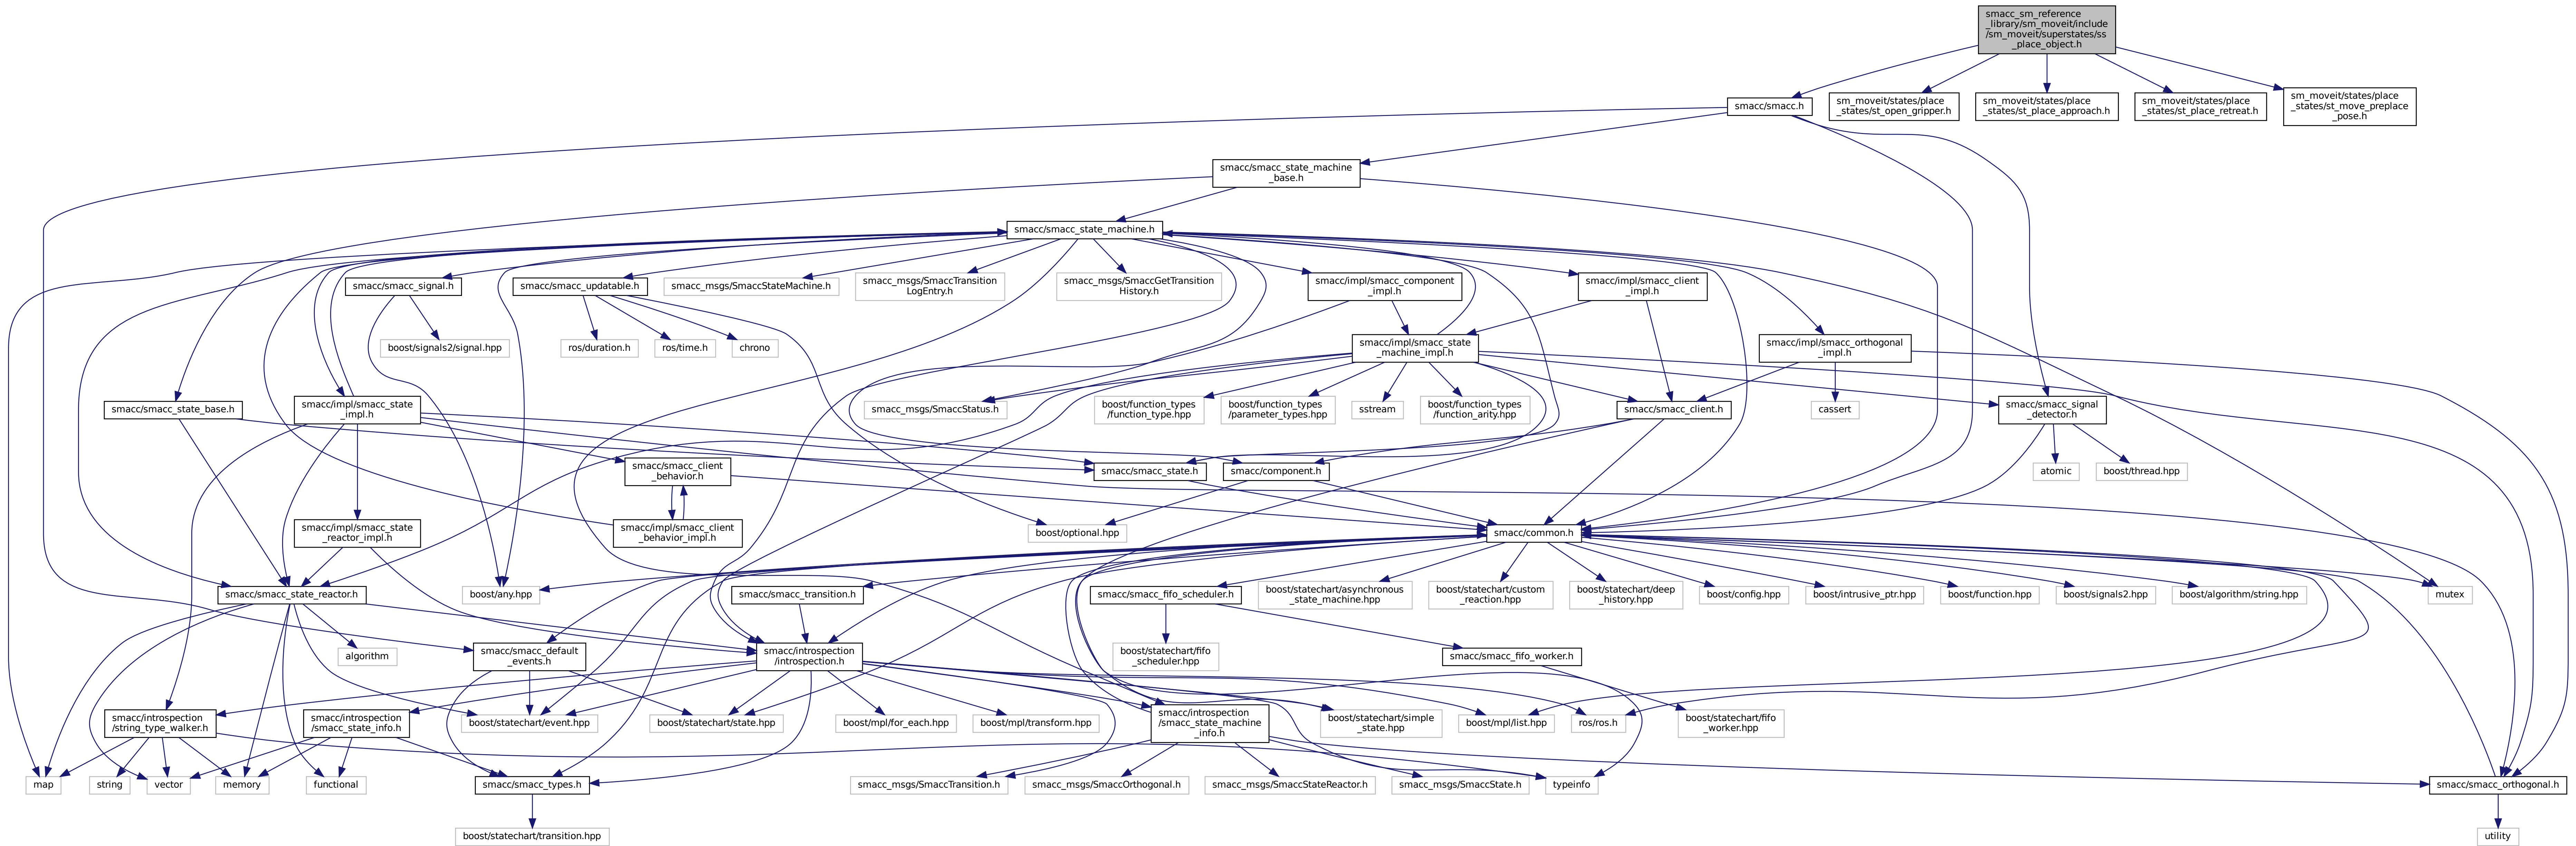 smacc_sm_reference
_library/sm_moveit/include
/sm_moveit/superstates/ss
_place_object.h
smacc/smacc.h
sm_moveit/states/place
_states/st_open_gripper.h
sm_moveit/states/place
_states/st_place_approach.h
sm_moveit/states/place
_states/st_place_retreat.h
sm_moveit/states/place
_states/st_move_preplace
_pose.h
smacc/smacc_state_machine
_base.h
smacc/smacc_state_machine.h
smacc/smacc_signal.h
smacc/smacc_updatable.h
smacc_msgs/SmaccStateMachine.h
smacc_msgs/SmaccTransition
LogEntry.h
smacc_msgs/SmaccGetTransition
History.h
smacc/impl/smacc_component
_impl.h
smacc/impl/smacc_client
_impl.h
boost/signals2/signal.hpp
ros/duration.h
ros/time.h
chrono
smacc/impl/smacc_state
_machine_impl.h
smacc/impl/smacc_orthogonal
_impl.h
smacc/smacc_state_base.h
smacc/impl/smacc_state
_impl.h
smacc_msgs/SmaccStatus.h
boost/function_types
/function_type.hpp
boost/function_types
/parameter_types.hpp
sstream
boost/function_types
/function_arity.hpp
smacc/smacc_client.h
cassert
smacc/smacc_signal
_detector.h
smacc/smacc_client
_behavior.h
smacc/smacc_state.h
smacc/component.h
atomic
boost/thread.hpp
smacc/impl/smacc_state
_reactor_impl.h
smacc/impl/smacc_client
_behavior_impl.h
boost/optional.hpp
smacc/common.h
smacc/smacc_state_reactor.h
boost/any.hpp
smacc/smacc_transition.h
smacc/smacc_fifo_scheduler.h
boost/statechart/asynchronous
_state_machine.hpp
boost/statechart/custom
_reaction.hpp
boost/statechart/deep
_history.hpp
boost/config.hpp
boost/intrusive_ptr.hpp
boost/function.hpp
boost/signals2.hpp
boost/algorithm/string.hpp
mutex
algorithm
smacc/smacc_default
_events.h
smacc/introspection
/introspection.h
boost/statechart/fifo
_scheduler.hpp
smacc/smacc_fifo_worker.h
smacc/introspection
/string_type_walker.h
smacc/introspection
/smacc_state_info.h
boost/statechart/event.hpp
boost/statechart/state.hpp
boost/mpl/for_each.hpp
boost/mpl/transform.hpp
smacc/introspection
/smacc_state_machine
_info.h
boost/statechart/simple
_state.hpp
boost/mpl/list.hpp
ros/ros.h
boost/statechart/fifo
_worker.hpp
map
string
vector
memory
functional
smacc/smacc_types.h
smacc_msgs/SmaccTransition.h
smacc_msgs/SmaccOrthogonal.h
smacc_msgs/SmaccStateReactor.h
smacc_msgs/SmaccState.h
typeinfo
smacc/smacc_orthogonal.h
boost/statechart/transition.hpp
utility